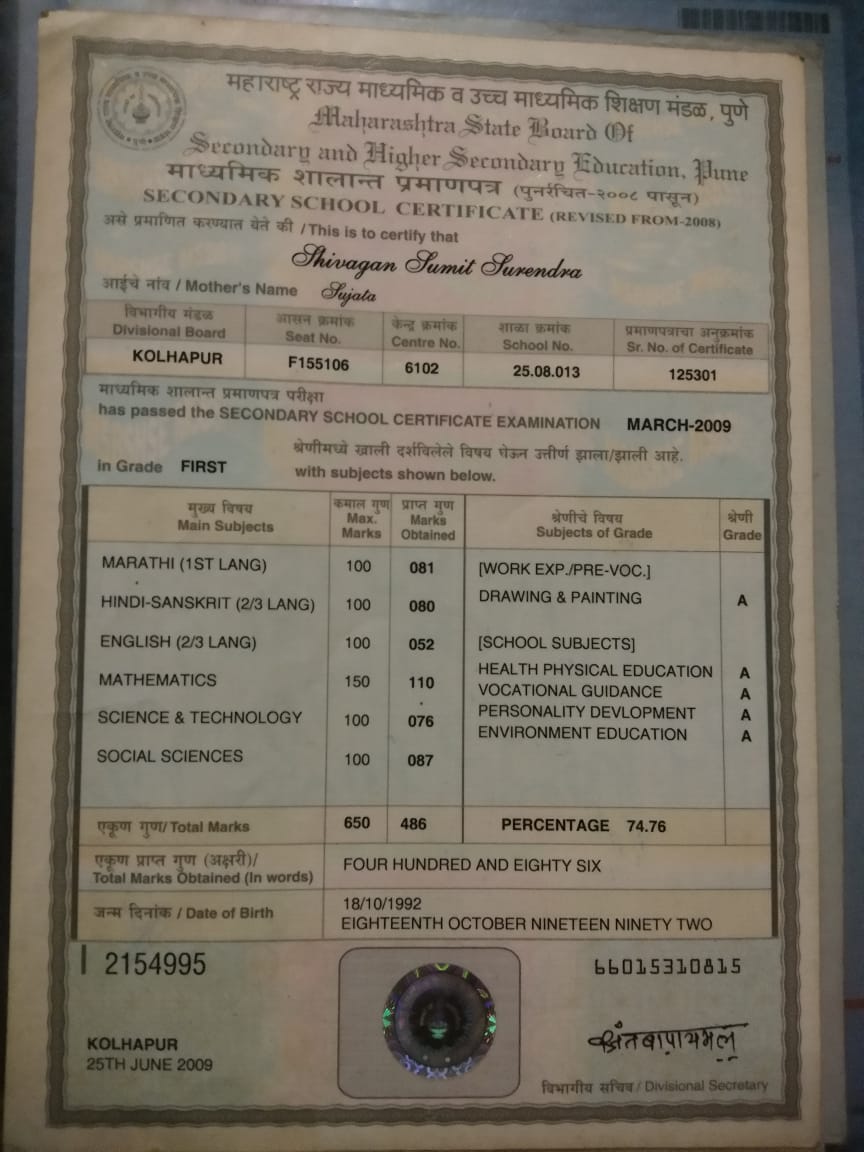 महाराष्ट्र राज्य माध्यमिक व उच्च माध्यमिक शिक्षण मंडळ, पुणे
Maharashtra State Board Of
Secondary and Higher Secondary Education, Pune
माध्यमिक शालान्त प्रमाणपत्र (पुनर्रचित-२००८ पासून)
SECONDARY SCHOOL CERTIFICATE (REVISED FROM-2008)
असे प्रमाणित करण्यात येते की / This is to certify that
Shivagan Sumit Surendra
आईचे नांव / Mother's Name Sujata
विभागीय मंडळ आसन क्रमांक केन्द्र क्रमांक शाळा क्रमांक प्रमाणपत्राचा अनुक्रमांक
Divisional Board Seat No. Centre No. School No. Sr. No. of Certificate
KOLHAPUR F155106 6102 25.08.013 125301
माध्यमिक शालान्त प्रमाणपत्र परीक्षा
has passed the SECONDARY SCHOOL CERTIFICATE EXAMINATION MARCH-2009
श्रेणीमध्ये खाली दर्शविलेले विषय घेऊन उत्तीर्ण झाला/झाली आहे.
in Grade FIRST with subjects shown below.
मुख्य विषय कमाल गुण प्राप्त गुण श्रेणीचे विषय श्रेणी
Main Subjects Max. Marks Marks Obtained Subjects of Grade Grade
MARATHI (1ST LANG) 100 081 [WORK EXP./PRE-VOC.]
HINDI-SANSKRIT (2/3 LANG) 100 080 DRAWING & PAINTING A
ENGLISH (2/3 LANG) 100 052 [SCHOOL SUBJECTS]
HEALTH PHYSICAL EDUCATION A
MATHEMATICS 150 110 VOCATIONAL GUIDANCE A
SCIENCE & TECHNOLOGY 100 076 PERSONALITY DEVLOPMENT A
ENVIRONMENT EDUCATION A
SOCIAL SCIENCES 100 087
एकूण गुण/ Total Marks 650 486 PERCENTAGE 74.76
एकूण प्राप्त गुण (अक्षरी)/
Total Marks Obtained (In words) FOUR HUNDRED AND EIGHTY SIX
जन्म दिनांक / Date of Birth 18/10/1992
EIGHTEENTH OCTOBER NINETEEN NINETY TWO
2154995 66015310815
KOLHAPUR
25TH JUNE 2009
विभागीय सचिव / Divisional Secretary